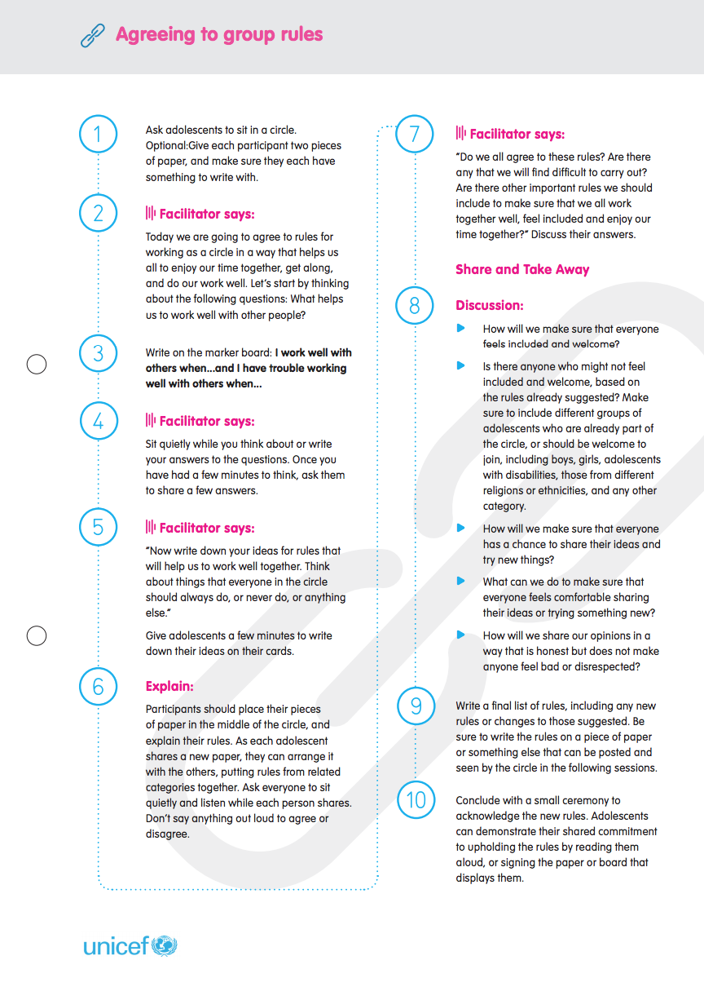 Agreeing to group rules
1
Ask adolescents to sit in a circle.
Optional:Give each participant two pieces
of paper, and make sure they each have
something to write with.
2
Facilitator says:
Today we are going to agree to rules for
working as a circle in a way that helps us
all to enjoy our time together, get along,
and do our work well. Let's start by thinking
about the following questions: What helps
us to work well with other people?
3
Write on the marker board: I work well with
others when...and I have trouble working
well with others when...
4
Facilitator says:
Sit quietly while you think about or write
your answers to the questions. Once you
have had a few minutes to think, ask them
to share a few answers.
5
Facilitator says:
"Now write down your ideas for rules that
will help us to work well together. Think
about things that everyone in the circle
should always do, or never do, or anything
else."
Give adolescents a few minutes to write
down their ideas on their cards.
6
Explain:
Participants should place their pieces
of paper in the middle of the circle, and
explain their rules. As each adolescent
shares a new paper, they can arrange it
with the others, putting rules from related
categories together. Ask everyone to sit
quietly and listen while each person shares.
Don't say anything out loud to agree or
disagree.
7
Facilitator says:
"Do we all agree to these rules? Are there
any that we will find difficult to carry out?
Are there other important rules we should
include to make sure that we all work
together well, feel included and enjoy our
time together?" Discuss their answers.
Share and Take Away
8
Discussion:
How will we make sure that everyone
feels included and welcome?
Is there anyone who might not feel
included and welcome, based on
the rules already suggested? Make
sure to include different groups of
adolescents who are already part of
the circle, or should be welcome to
join, including boys, girls, adolescents
with disabilities, those from different
religions or ethnicities, and any other
category.
How will we make sure that everyone
has a chance to share their ideas and
try new things?
What can we do to make sure that
everyone feels comfortable sharing
their ideas or trying something new?
How will we share our opinions in a
way that is honest but does not make
anyone feel bad or disrespected?
9
Write a final list of rules, including any new
rules or changes to those suggested. Be
sure to write the rules on a piece of paper
or something else that can be posted and
seen by the circle in the following sessions.
10
Conclude with a small ceremony to
acknowledge the new rules. Adolescents
can demonstrate their shared commitment
to upholding the rules by reading them
aloud, or signing the paper or board that
displays them.
unicef